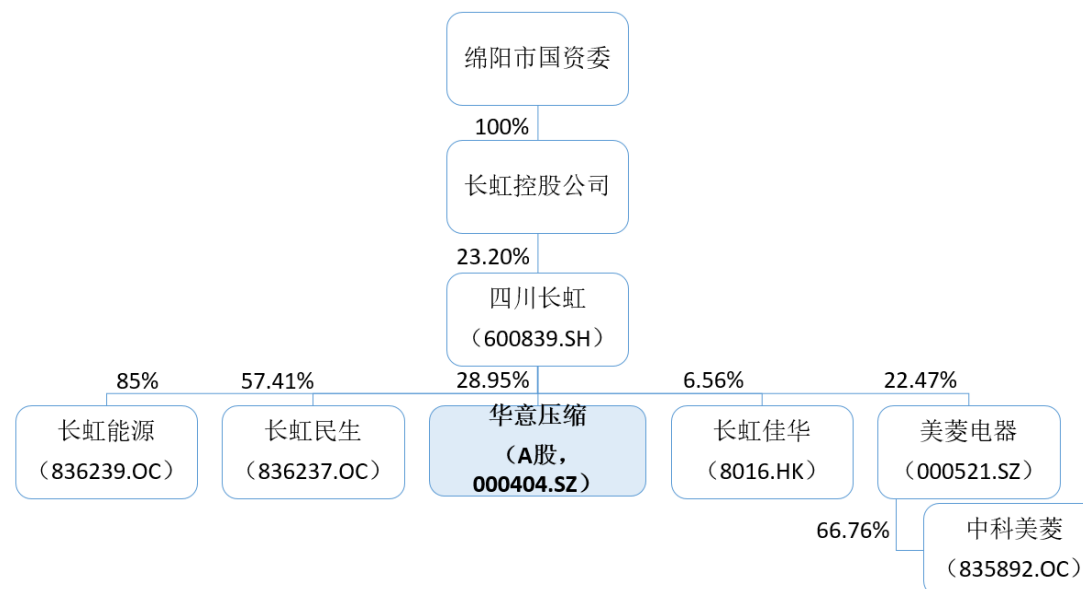 绵阳市国资委
100%
长虹控股公司
23.20%
四川长虹
（600839.SH）
85%
57.41%
28.95%
6.56%
22.47%
长虹能源
（836239.OC）
长虹民生
（836237.OC）
华意压缩
（A股，
000404.SZ）
长虹佳华
（8016.HK）
美菱电器
（000521.SZ）
66.76%
中科美菱
（835892.OC）